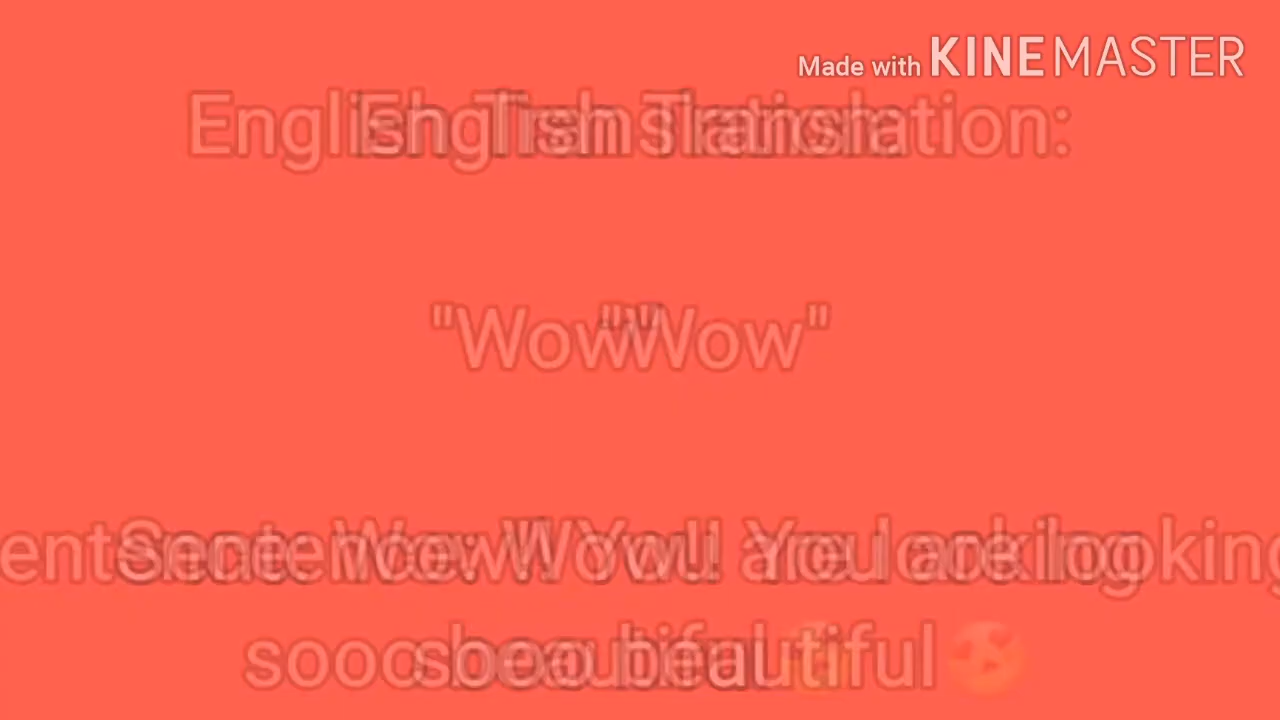 Made with KINEMASTER
English Translation:
"Wow"
Sentence: Wow!! You are looking
sooo beautiful 🥰